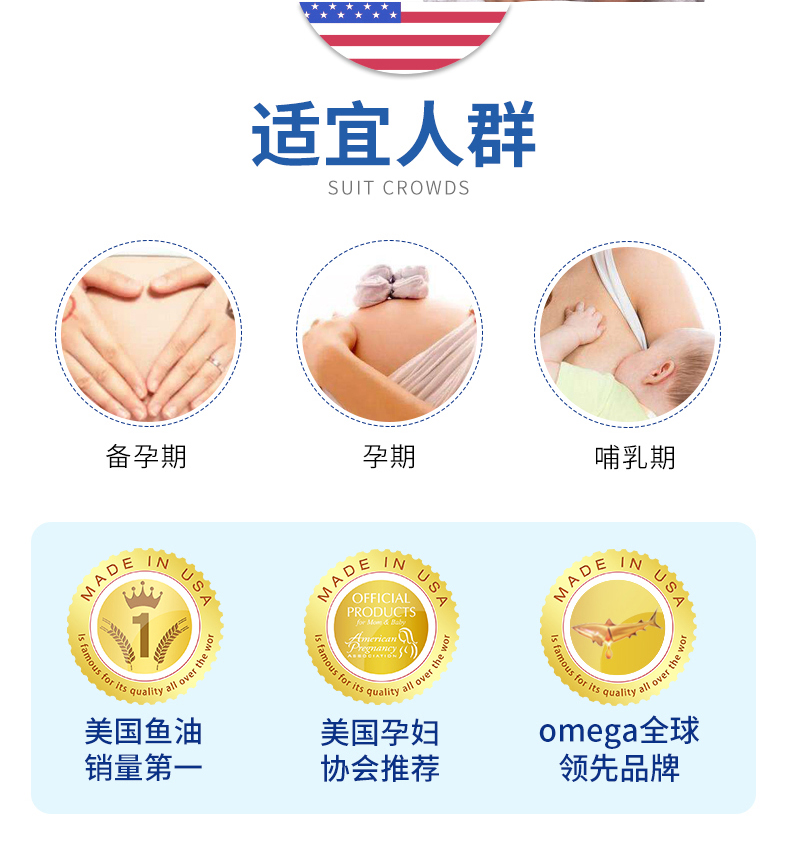 适宜人群
SUIT CROWDS
备孕期
孕期
哺乳期
MADE IN USA
1
is famous for its quality all over the wor
MADE IN USA
OFFICIAL
PRODUCTS
for Mom & Baby
American
Pregnancy
ASSOCIATION
is famous for its quality all over the wor
MADE IN USA
is famous for its quality all over the wor
美国鱼油
销量第一
美国孕妇
协会推荐
omega全球
领先品牌